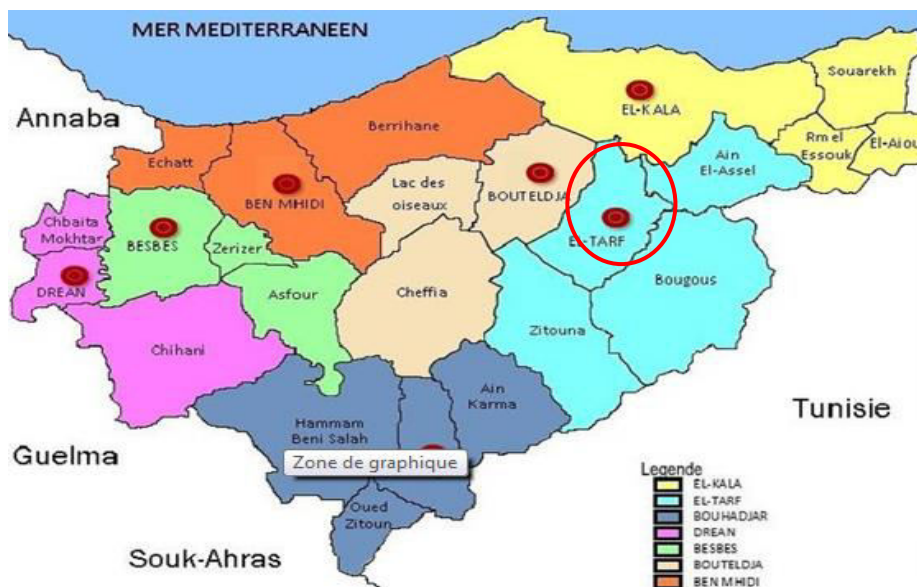 MER MEDITERRANEEN
Annaba
Souarekh
EL-KALA
Berrihane
Rmel
Essouk
El-Aiou
Echatt
Ain
El-Assel
BEN MHIDI
Lac des
oiseaux
BOUTELDJA
Chbaita
Mokhtar
BESBES
Zerizer
EL-TARF
DREAN
Asfour
Cheffia
Bougous
Zitouna
Chihani
Ain
Karma
Tunisie
Hammam
Beni Salah
Guelma
Zone de graphique
Oued
Zitoun
Souk-Ahras
Legende
EL-KALA
EL-TARF
BOUHADJAR
DREAN
BESBES
BOUTELDJA
BEN MHIDI